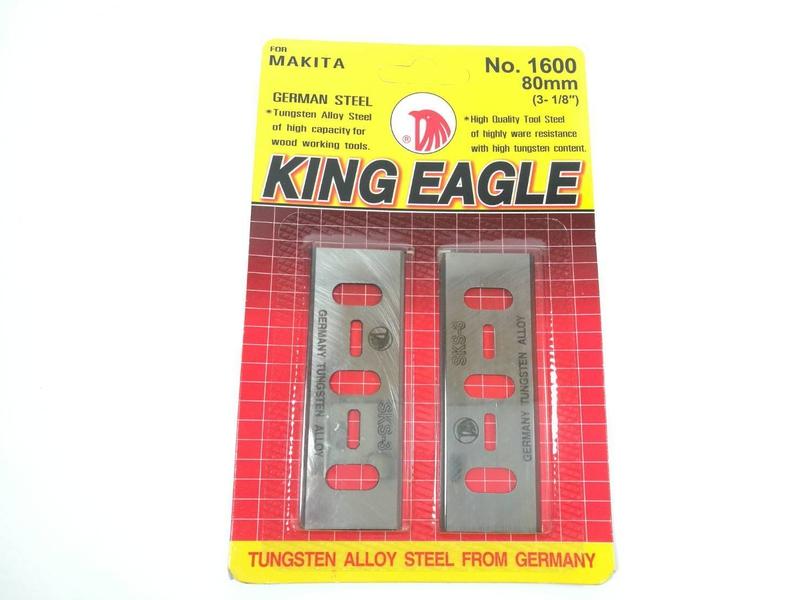 FOR
MAKITA
No. 1600
80mm
(3- 1/8")
GERMAN STEEL
*Tungsten Alloy Steel
of high capacity for
wood working tools.
®
*High Quality Tool Steel
of highly ware resistance
with high tungsten content.
KING EAGLE
GERMANY TUNGSTEN ALLOY
SKS-3
SKS-3
GERMANY TUNGSTEN ALLOY
TUNGSTEN ALLOY STEEL FROM GERMANY